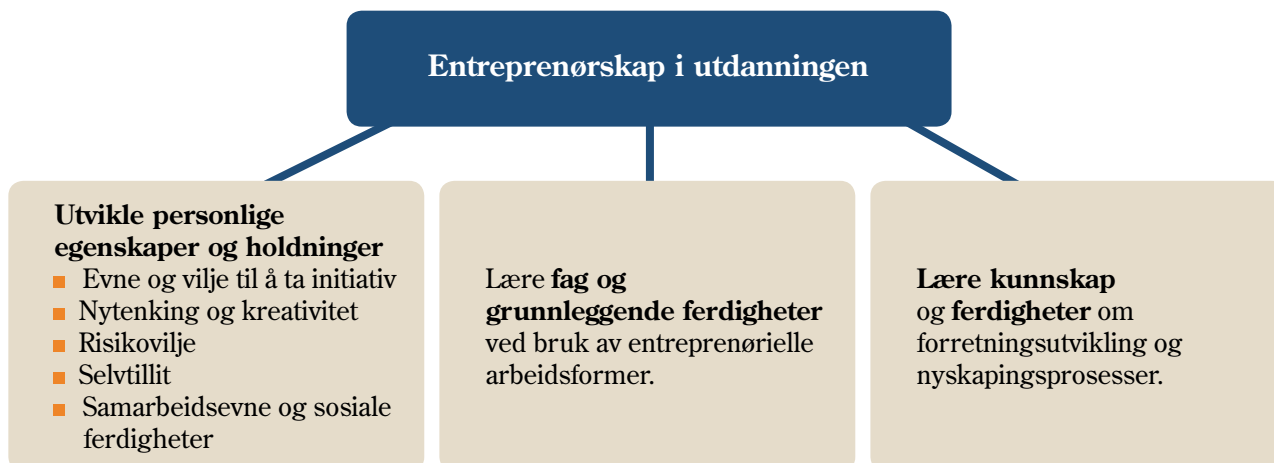 Entreprenørskap i utdanningen
Utvikle personlige
egenskaper og holdninger
Evne og vilje til å ta initiativ
Nytenking og kreativitet
Risikovilje
Selvtillit
Samarbeidsevne og sosiale
ferdigheter
Lære fag og
grunnleggende ferdigheter
ved bruk av entreprenørielle
arbeidsformer.
Lære kunnskap
og ferdigheter om
forretningsutvikling og
nyskapingsprosesser.